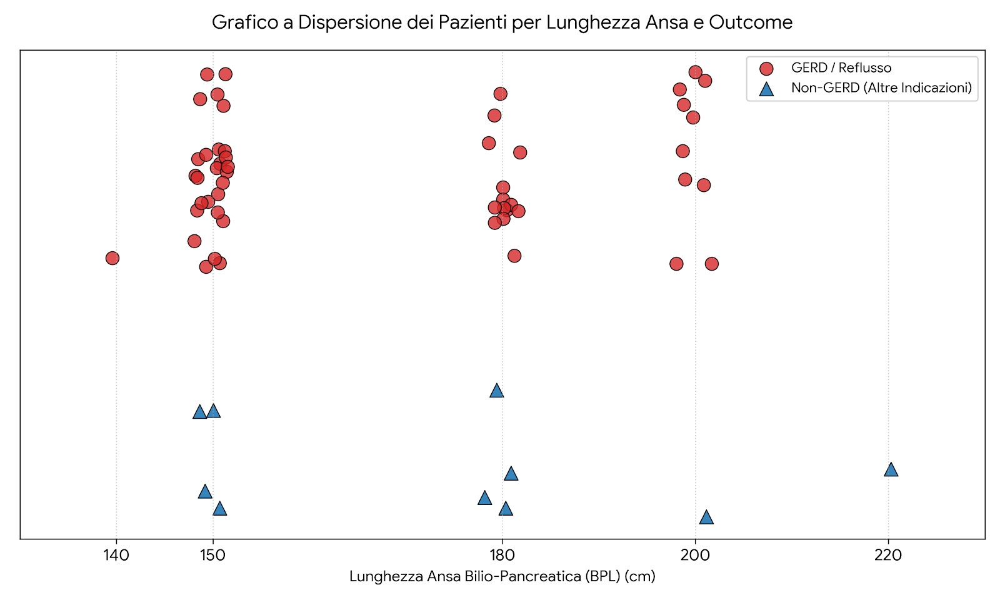 Grafico a Dispersione dei Pazienti per Lunghezza Ansa e Outcome
GERD / Reflusso
Non-GERD (Altre Indicazioni)
140 150 180 200 220
Lunghezza Ansa Bilio-Pancreatica (BPL) (cm)